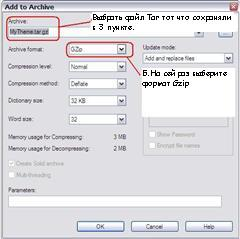 Add to Archive
Archive:
MyTheme.tar.gz
Выбрать файл Tar тот что сохраняли
в 3 пункте.
Archive format:
GZip
Update mode:
Add and replace files
Compression level:
Normal
Б. На сей раз выберите
формат Gzip
Compression method:
Deflate
Dictionary size:
32 KB
Word size:
32
Memory usage for Compressing:
3 MB
Memory usage for Decompressing:
2 MB
Show Password
Encrypt file names
Create Solid archive
Multi-threading
Parameters:
OK
Cancel
Help